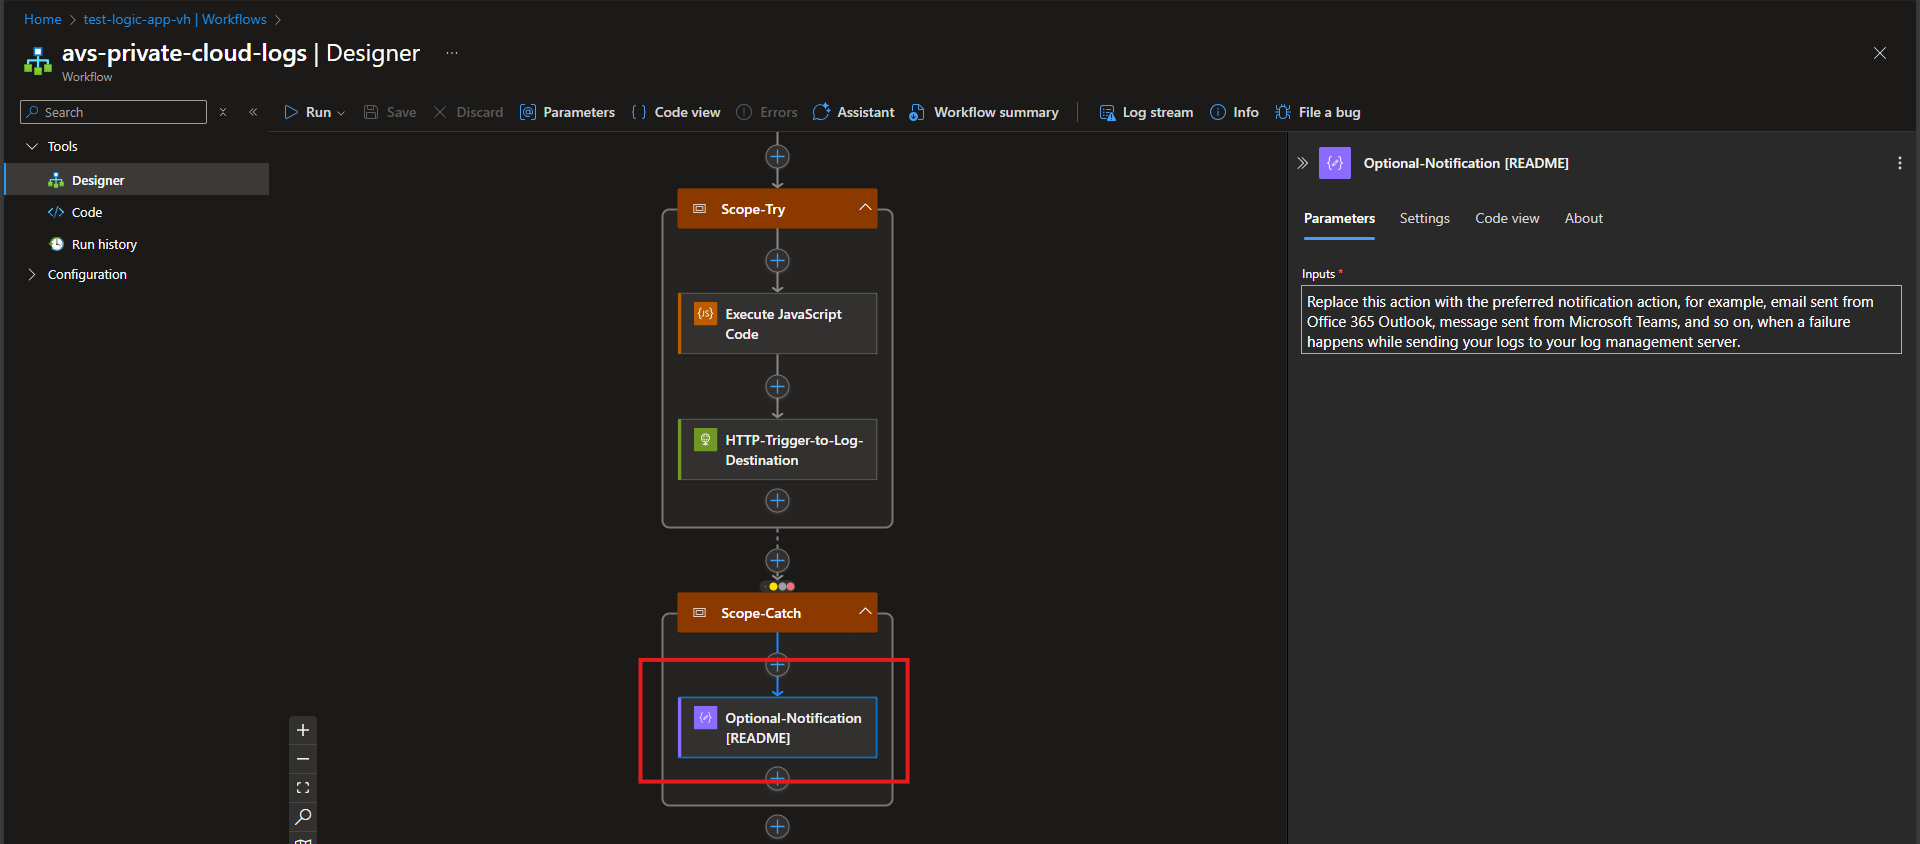 Home > test-logic-app-vh | Workflows >
avs-private-cloud-logs | Designer ...
Workflow
Search
Run Save Discard Parameters Code view Errors Assistant Workflow summary Log stream Info File a bug
Tools
Designer
Code
Run history
Configuration
Scope-Try
Execute JavaScript
Code
HTTP-Trigger-to-Log-
Destination
Scope-Catch
Optional-Notification
[README]
Optional-Notification [README]
Parameters Settings Code view About
Inputs *
Replace this action with the preferred notification action, for example, email sent from
Office 365 Outlook, message sent from Microsoft Teams, and so on, when a failure
happens while sending your logs to your log management server.